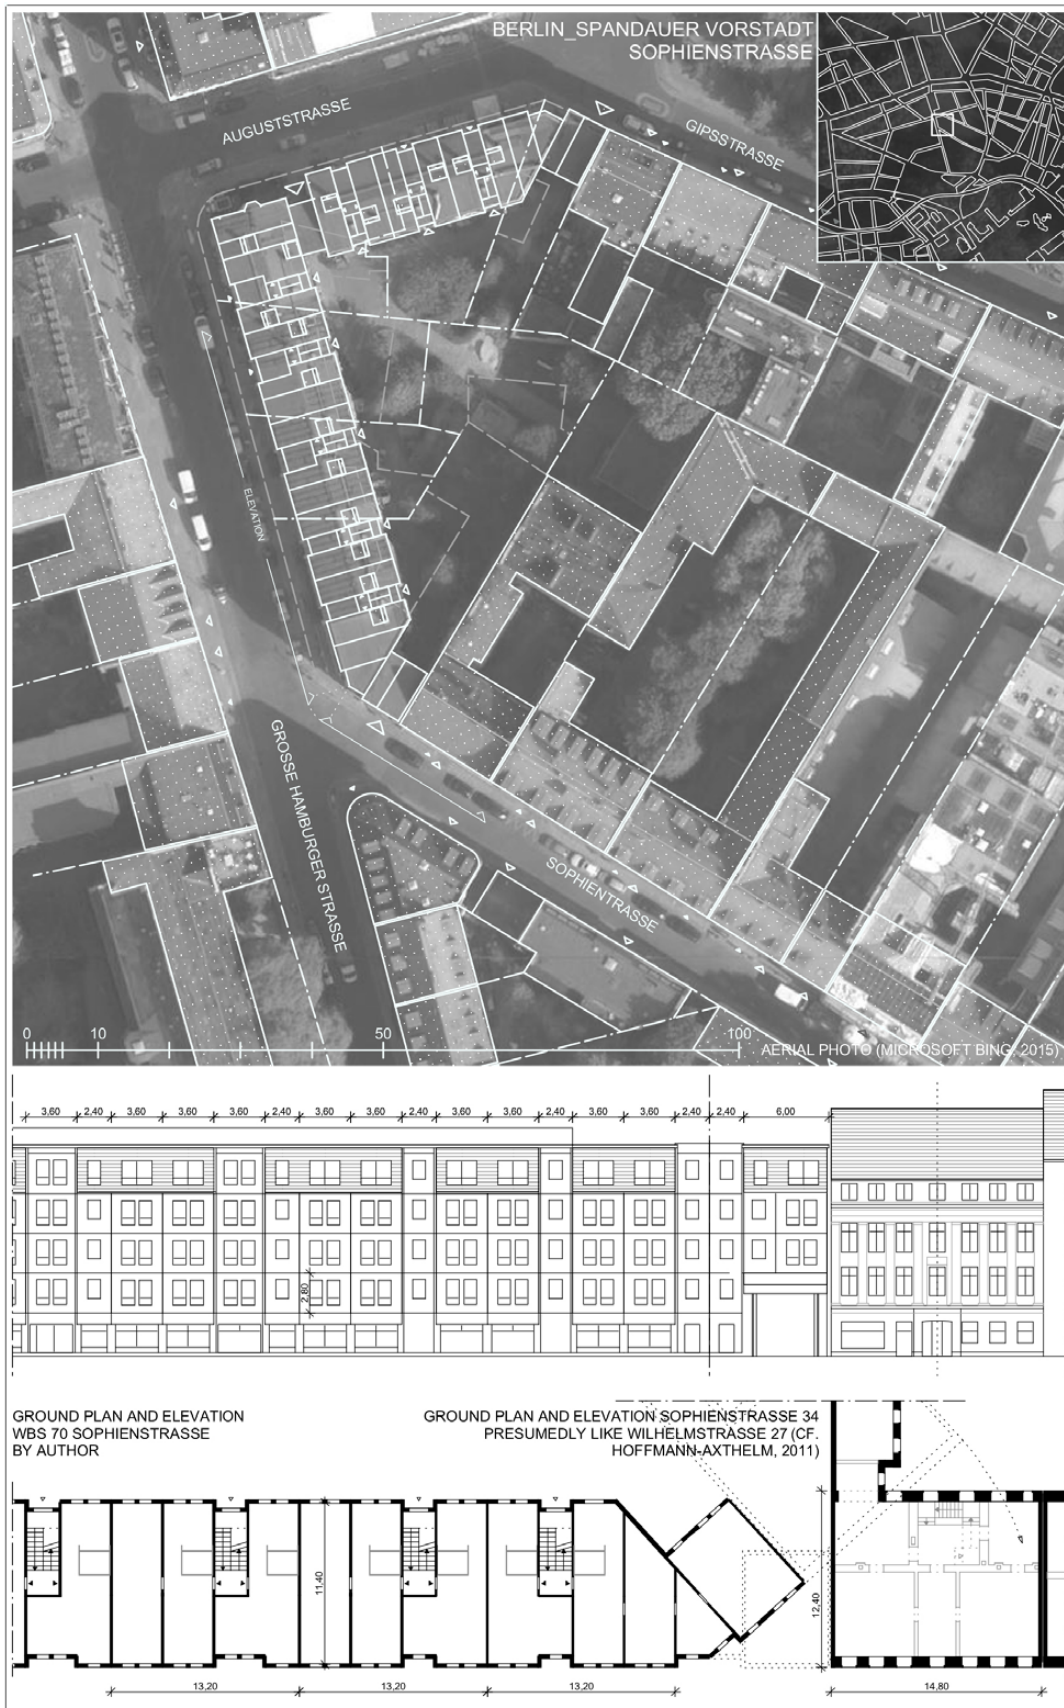 BERLIN_SPANDAUER VORSTADT
SOPHIENSTRASSE
AUGUSTSTRASSE
GIPSSTRASSE
ELEVATION
GROSSE HAMBURGER STRASSE
SOPHIENTRASSE
0 10 50 100
AERIAL PHOTO (MICROSOFT BING, 2015)
3,60 2,40 3,60 3,60 3,60 2,40 3,60 3,60 2,40 3,60 2,40 3,60 3,60 2,40 2,40 6,00
2,80
GROUND PLAN AND ELEVATION
WBS 70 SOPHIENSTRASSE
BY AUTHOR
GROUND PLAN AND ELEVATION SOPHIENSTRASSE 34
PRESUMEDLY LIKE WILHELMSTRASSE 27 (CF.
HOFFMANN-AXTHELM, 2011)
11,40
12,40
13,20 13,20 13,20 14,80